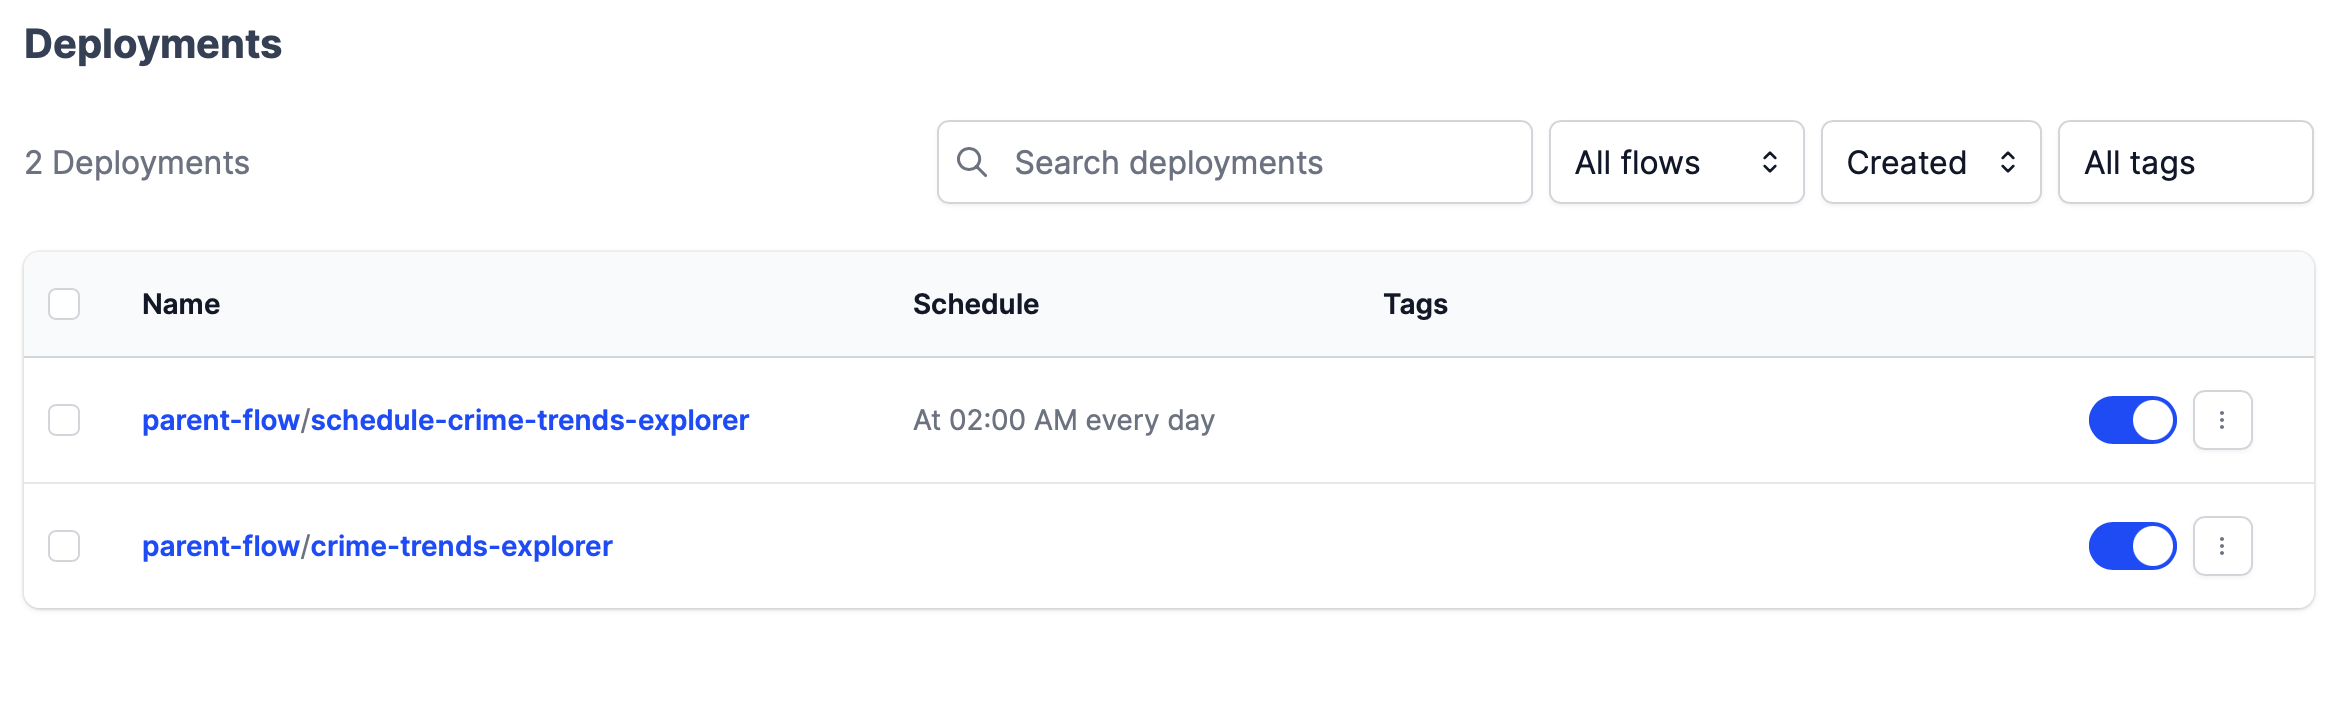 Deployments
2 Deployments
Search deployments
All flows
Created
All tags
Name Schedule Tags
parent-flow/schedule-crime-trends-explorer At 02:00 AM every day
parent-flow/crime-trends-explorer